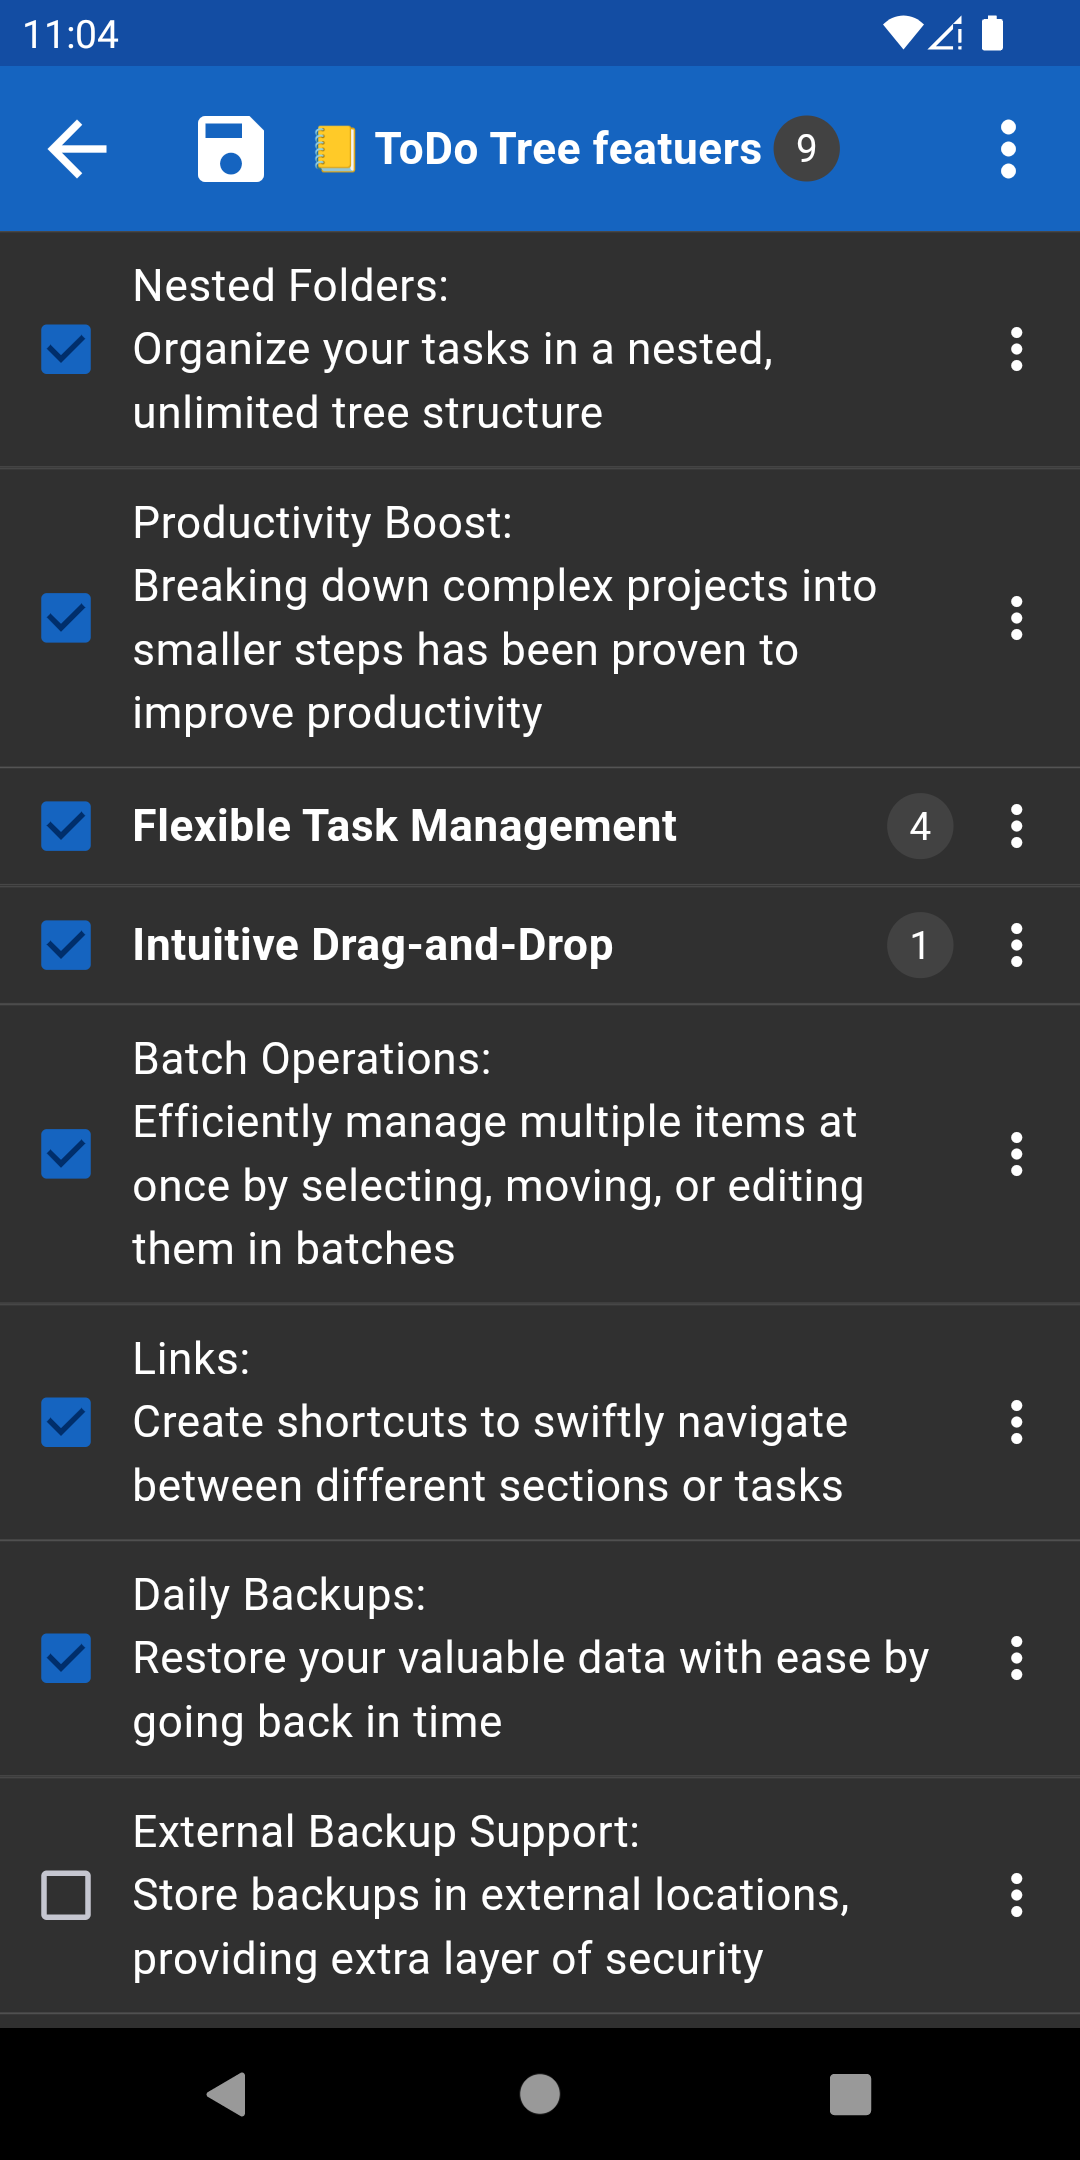 11:04
ToDo Tree featuers 9
Nested Folders:
Organize your tasks in a nested,
unlimited tree structure
Productivity Boost:
Breaking down complex projects into
smaller steps has been proven to
improve productivity
Flexible Task Management 4
Intuitive Drag-and-Drop 1
Batch Operations:
Efficiently manage multiple items at
once by selecting, moving, or editing
them in batches
Links:
Create shortcuts to swiftly navigate
between different sections or tasks
Daily Backups:
Restore your valuable data with ease by
going back in time
External Backup Support:
Store backups in external locations,
providing extra layer of security